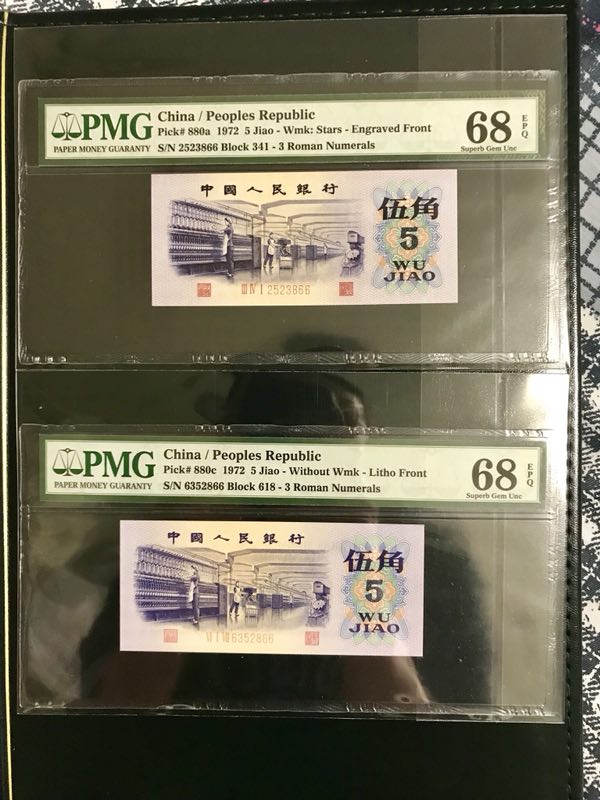 PMG
PAPER MONEY GUARANTY
China / Peoples Republic
Pick# 880a 1972 5 Jiao - Wmk: Stars - Engraved Front
S/N 2523866 Block 341 - 3 Roman Numerals
68 EPQ
Superb Gem Unc
中國人民銀行
伍角
5
WU
JIAO
III IV I 2523866
PMG
PAPER MONEY GUARANTY
China / Peoples Republic
Pick# 880c 1972 5 Jiao - Without Wmk - Litho Front
S/N 6352866 Block 618 - 3 Roman Numerals
68 EPQ
Superb Gem Unc
中國人民銀行
伍角
5
WU
JIAO
VI I VIII 6352866